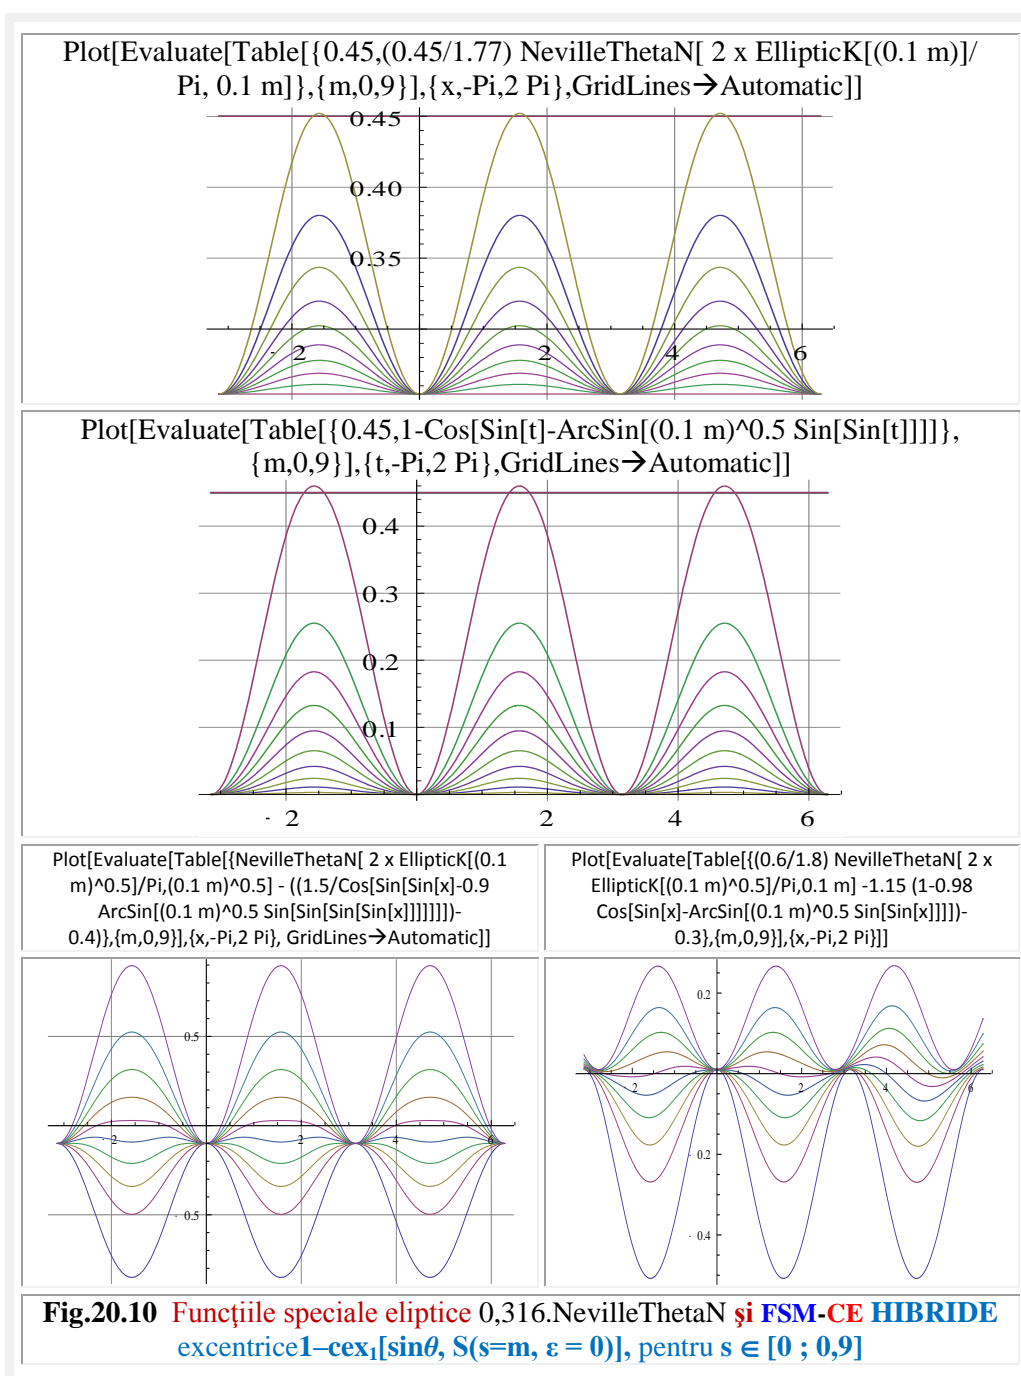 Plot[Evaluate[Table[{0.45,(0.45/1.77) NevilleThetaN[ 2 x EllipticK[(0.1 m)]/
Pi, 0.1 m]},{m,0,9}],{x,-Pi,2 Pi},GridLines→Automatic]]
0.45
0.40
0.35
- 2
2
4
6
Plot[Evaluate[Table[{0.45,1-Cos[Sin[t]-ArcSin[(0.1 m)^0.5 Sin[Sin[t]]]]},
{m,0,9}],{t,-Pi,2 Pi},GridLines→Automatic]]
0.4
0.3
0.2
0.1
- 2
2
4
6
Plot[Evaluate[Table[{NevilleThetaN[ 2 x EllipticK[(0.1
m)^0.5]/Pi,(0.1 m)^0.5] - ((1.5/Cos[Sin[Sin[x]-0.9
ArcSin[(0.1 m)^0.5 Sin[Sin[Sin[Sin[x]]]]]]])-
0.4)},{m,0,9}],{x,-Pi,2 Pi}, GridLines→Automatic]]
0.5
- 2
2
4
6
- 0.5
Plot[Evaluate[Table[{(0.6/1.8) NevilleThetaN[ 2 x
EllipticK[(0.1 m)^0.5]/Pi,0.1 m] -1.15 (1-0.98
Cos[Sin[x]-ArcSin[(0.1 m)^0.5 Sin[Sin[x]]]])-
0.3},{m,0,9}],{x,-Pi,2 Pi}]]
0.2
2
2
4
6
- 0.2
- 0.4
Fig.20.10 Funcţiile speciale eliptice 0,316.NevilleThetaN şi FSM-CE HIBRIDE
excentrice1–cex₁[sinθ, S(s=m, ε = 0)], pentru s ∈ [0 ; 0,9]